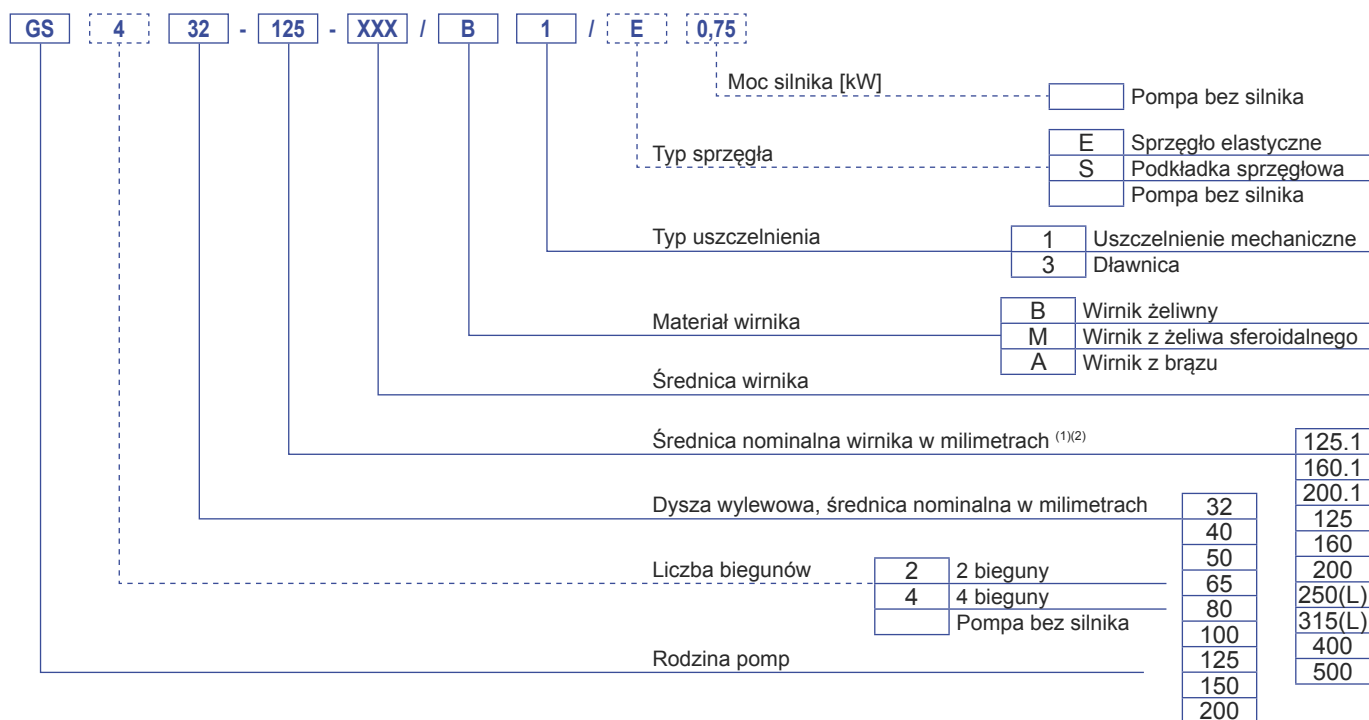 GS 4 32 - 125 - XXX / B 1 / E 0,75
Moc silnika [kW]
Pompa bez silnika
Typ sprzęgła
E Sprzęgło elastyczne
S Podkładka sprzęgłowa
Pompa bez silnika
Typ uszczelnienia
1 Uszczelnienie mechaniczne
3 Dławnica
Materiał wirnika
B Wirnik żeliwny
M Wirnik z żeliwa sferoidalnego
A Wirnik z brązu
Średnica wirnika
Średnica nominalna wirnika w milimetrach (1)(2)
125.1
160.1
200.1
125
160
200
250(L)
315(L)
400
500
Dysza wylewowa, średnica nominalna w milimetrach
32
40
50
65
80
100
125
150
200
Liczba biegunów
2 2 bieguny
4 4 bieguny
Pompa bez silnika
Rodzina pomp